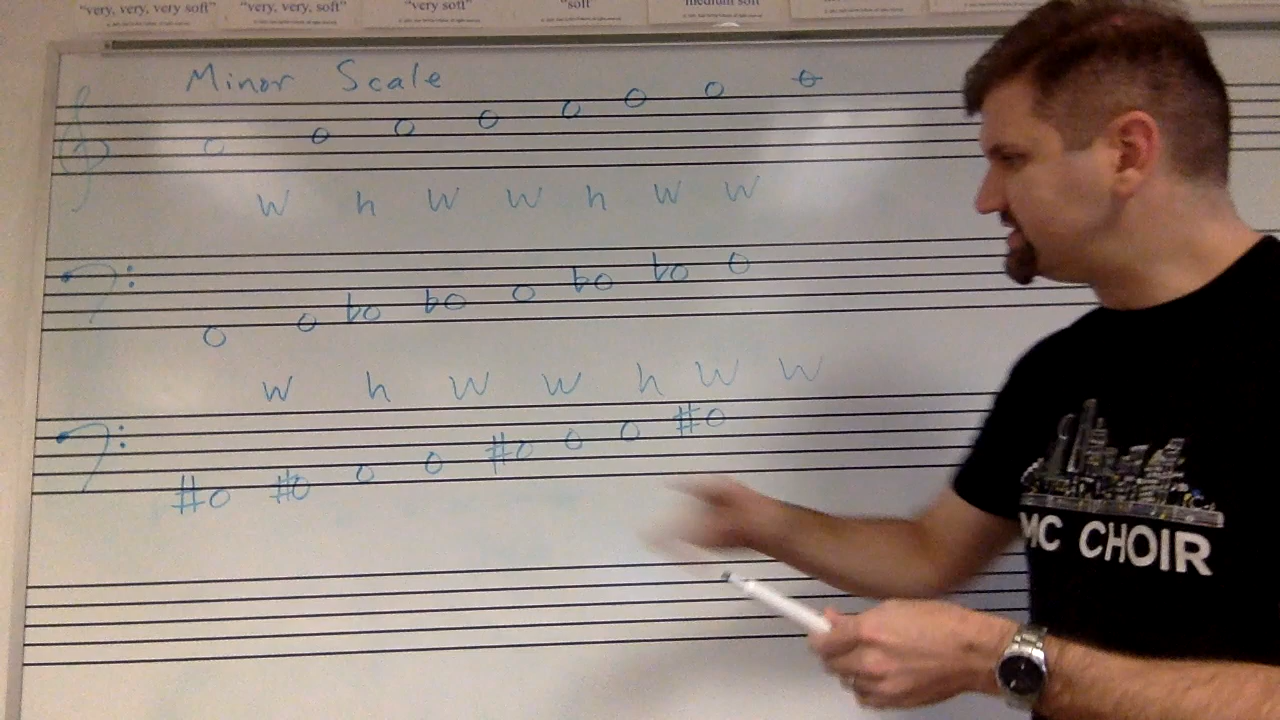 "very, very, very soft" "very, very, soft" "very soft" "soft" "medium soft"
Minor Scale
W h W W h W W
W h W W h W W
MC CHOIR